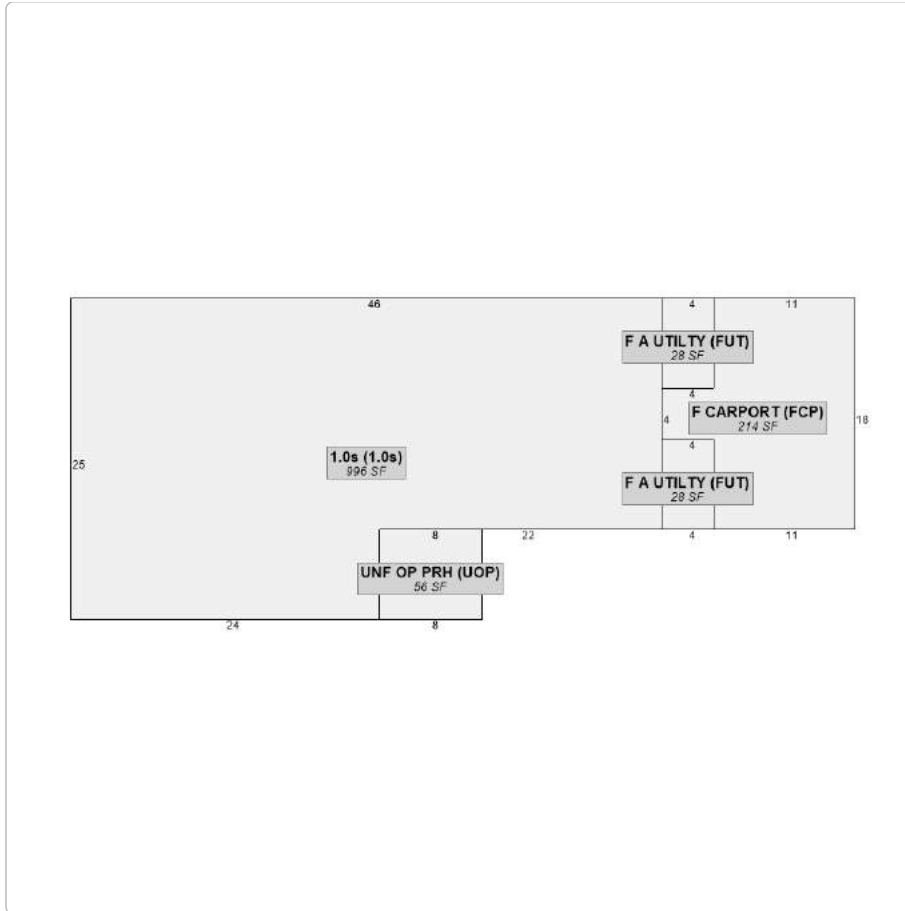 46
4
11
F A UTILTY (FUT)
28 SF
4
4
F CARPORT (FCP)
214 SF
18
4
1.0s (1.0s)
996 SF
25
F A UTILTY (FUT)
28 SF
8
22
4
11
UNF OP PRH (UOP)
56 SF
24
8